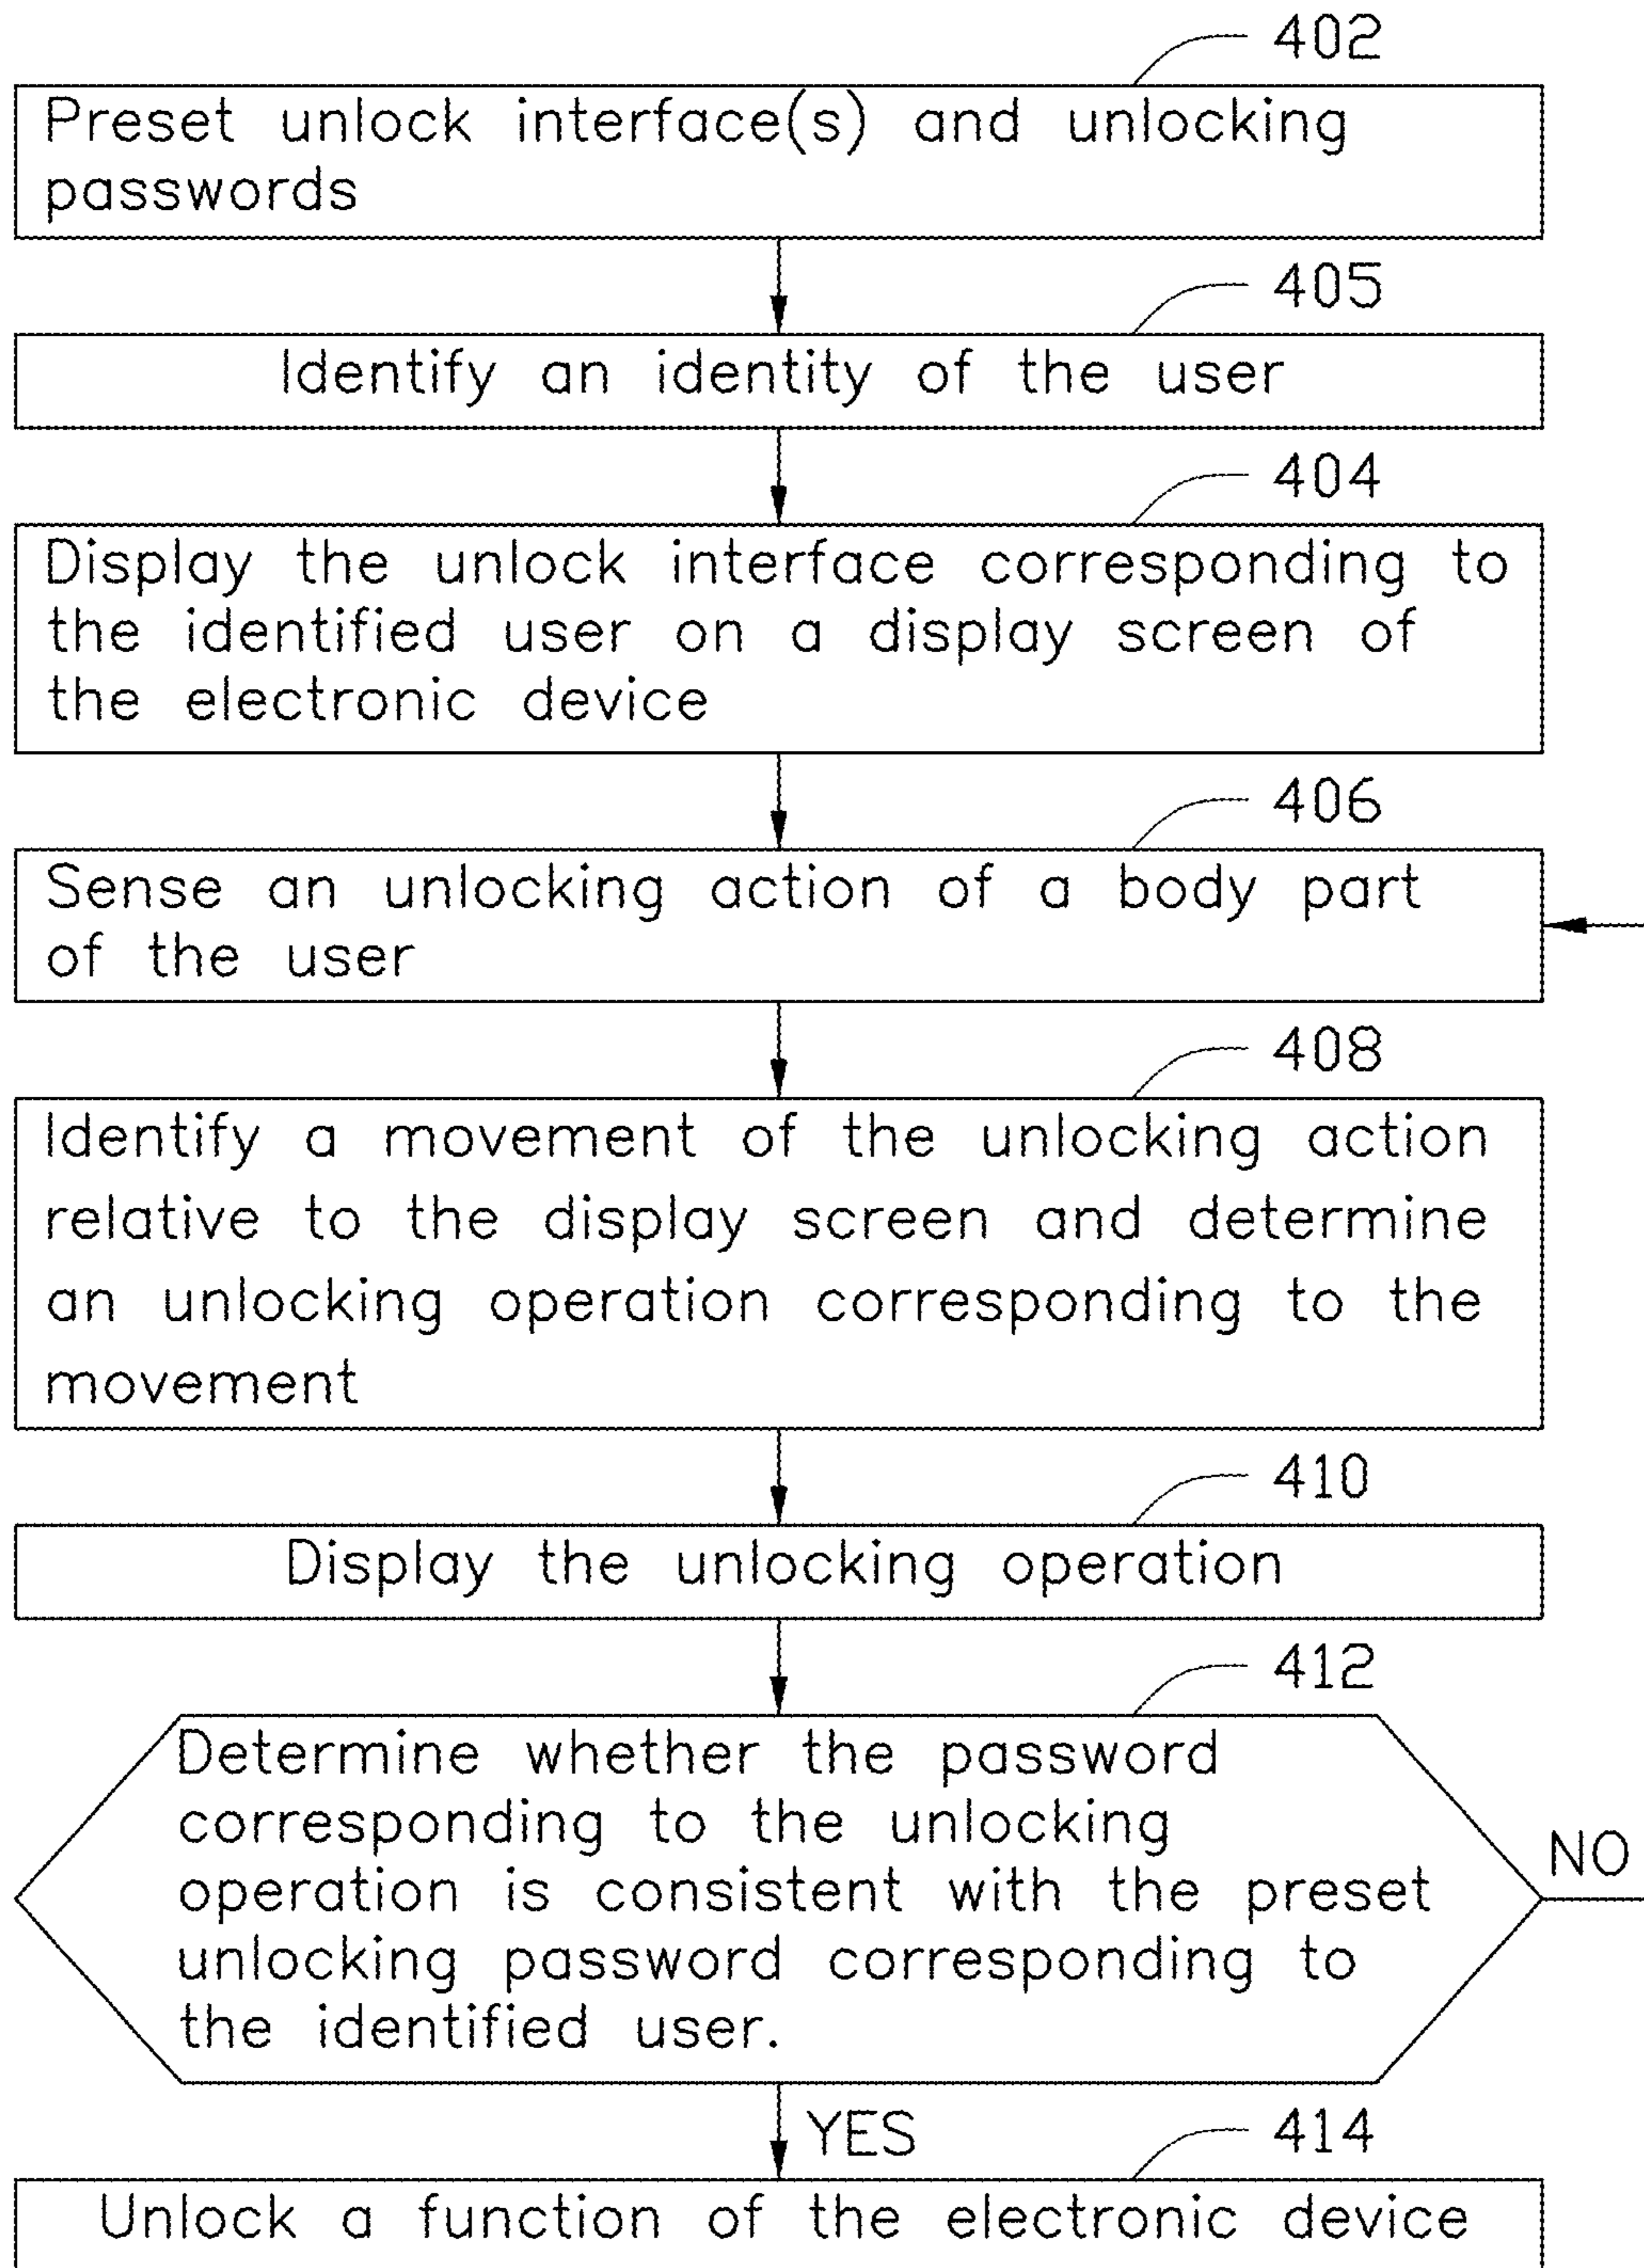 402
Preset unlock interface(s) and unlocking
passwords
405
Identify an identity of the user
404
Display the unlock interface corresponding to
the identified user on a display screen of
the electronic device
406
Sense an unlocking action of a body part
of the user
408
Identify a movement of the unlocking action
relative to the display screen and determine
an unlocking operation corresponding to the
movement
410
Display the unlocking operation
412
Determine whether the password
corresponding to the unlocking
operation is consistent with the preset
unlocking password corresponding to
the identified user.
NO
YES
414
Unlock a function of the electronic device